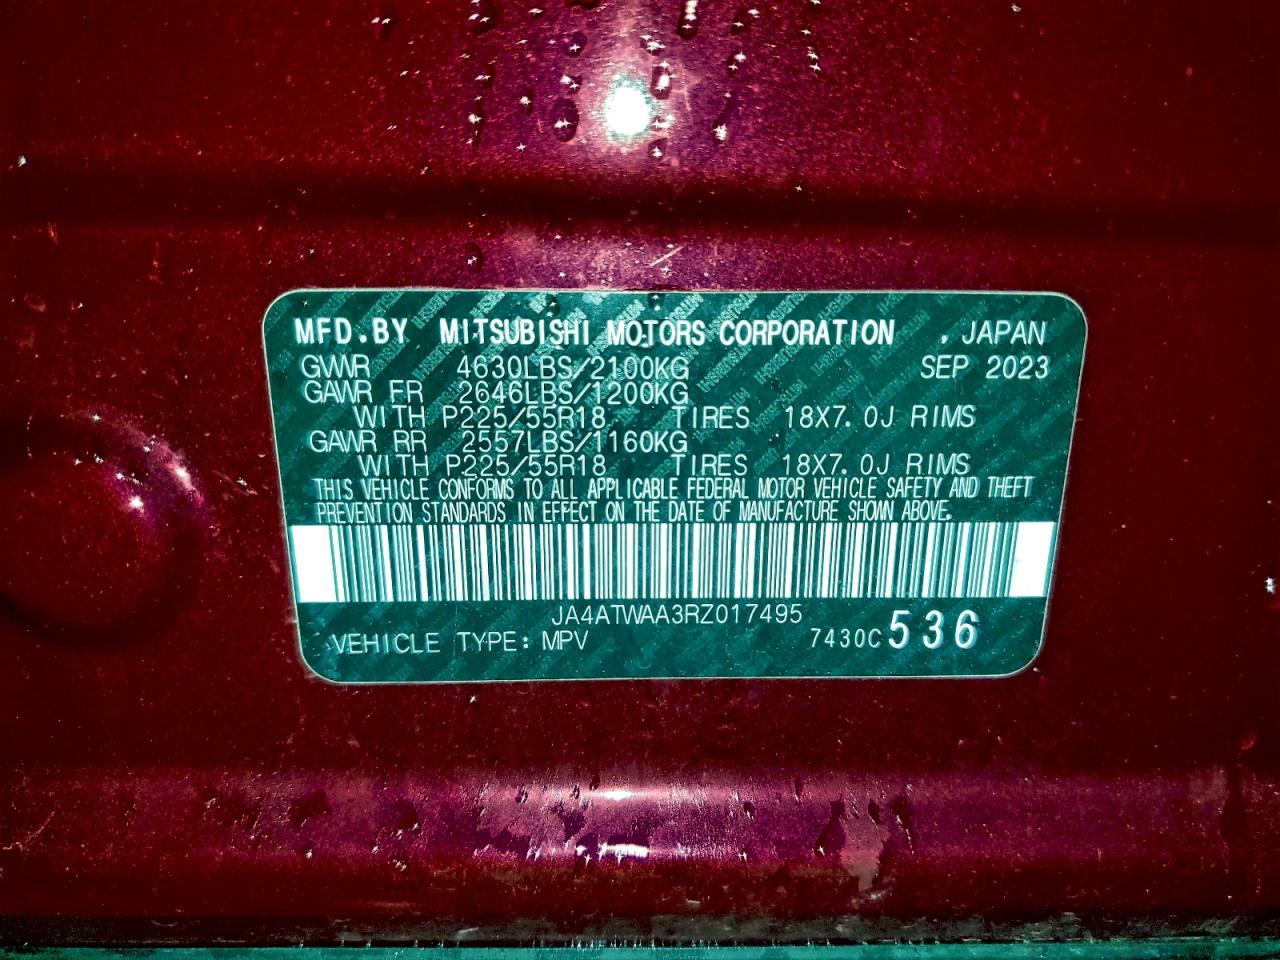 MFD.BY MITSUBISHI MOTORS CORPORATION , JAPAN
GVWR 4630LBS/2100KG SEP 2023
GAWR FR 2646LBS/1200KG
WITH P225/55R18 TIRES 18X7.0J RIMS
GAWR RR 2557LBS/1160KG
WITH P225/55R18 TIRES 18X7.0J RIMS
THIS VEHICLE CONFORMS TO ALL APPLICABLE FEDERAL MOTOR VEHICLE SAFETY AND THEFT
PREVENTION STANDARDS IN EFFECT ON THE DATE OF MANUFACTURE SHOWN ABOVE.
JA4ATWAA3RZ017495
VEHICLE TYPE: MPV 7430C536